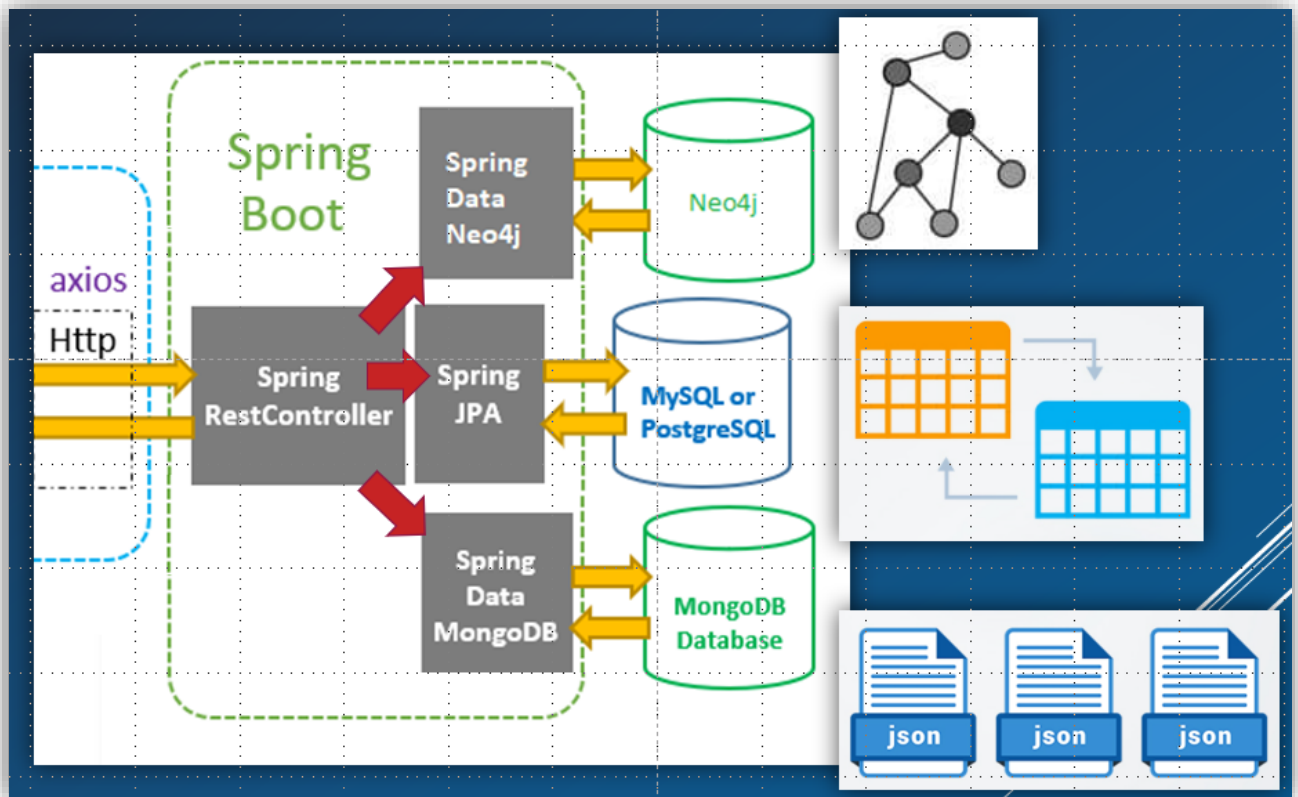 Spring
Boot
Spring
Data
Neo4j
Neo4j
axios
Http
Spring
RestController
Spring
JPA
MySQL or
PostgreSQL
Spring
Data
MongoDB
MongoDB
Database
json
json
json